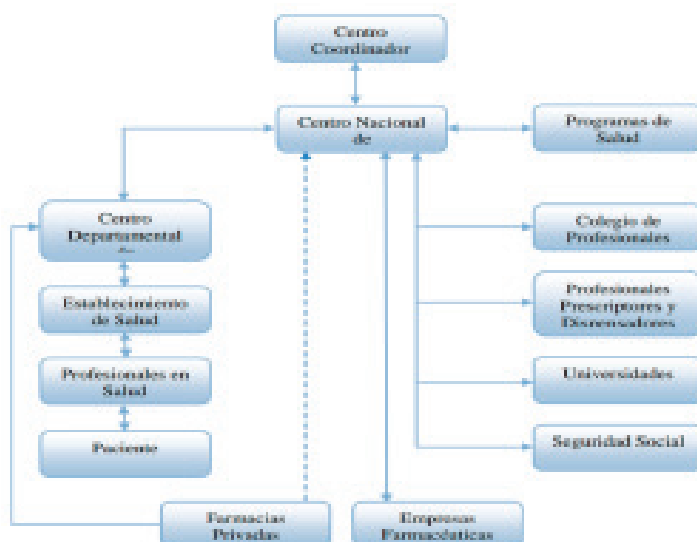 Centro
Coordinador
Centro Nacional
de
Programas de
Salud
Centro
Departamental
Colegio de
Profesionales
Establecimiento
de Salud
Profesionales
Prescriptores y
Dispensadores
Profesionales en
Salud
Universidades
Paciente
Seguridad Social
Farmacias
Privadas
Empresas
Farmacéuticas